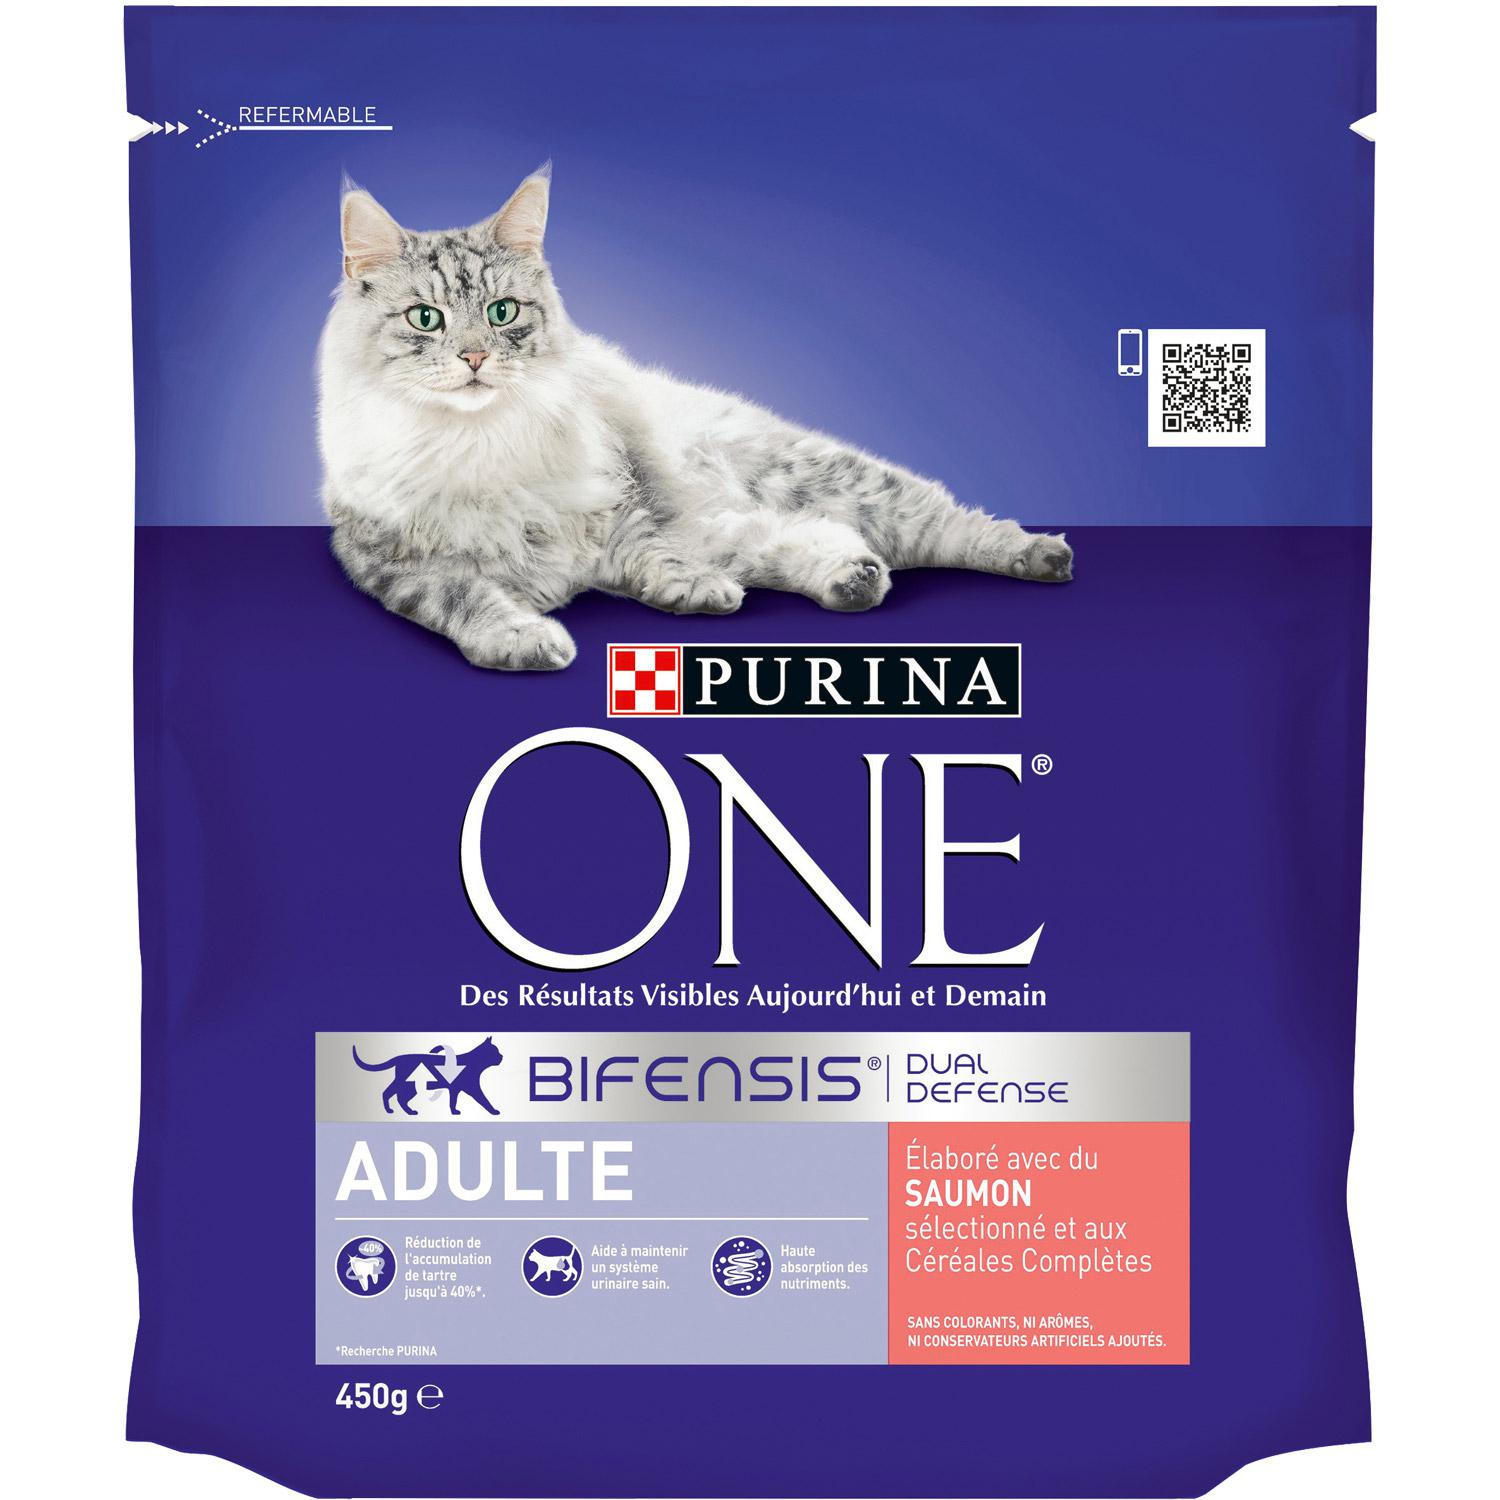 REFERMABLE
PURINA
ONE®
Des Résultats Visibles Aujourd'hui et Demain
BIFENSIS®
DUAL
DEFENSE
ADULTE
-40%
Réduction de
l'accumulation
de tartre
jusqu'à 40%*.
Aide à maintenir
un système
urinaire sain.
Haute
absorption des
nutriments.
*Recherche PURINA
Élaboré avec du
SAUMON
sélectionné et aux
Céréales Complètes
SANS COLORANTS, NI ARÔMES,
NI CONSERVATEURS ARTIFICIELS AJOUTÉS.
450g ℮